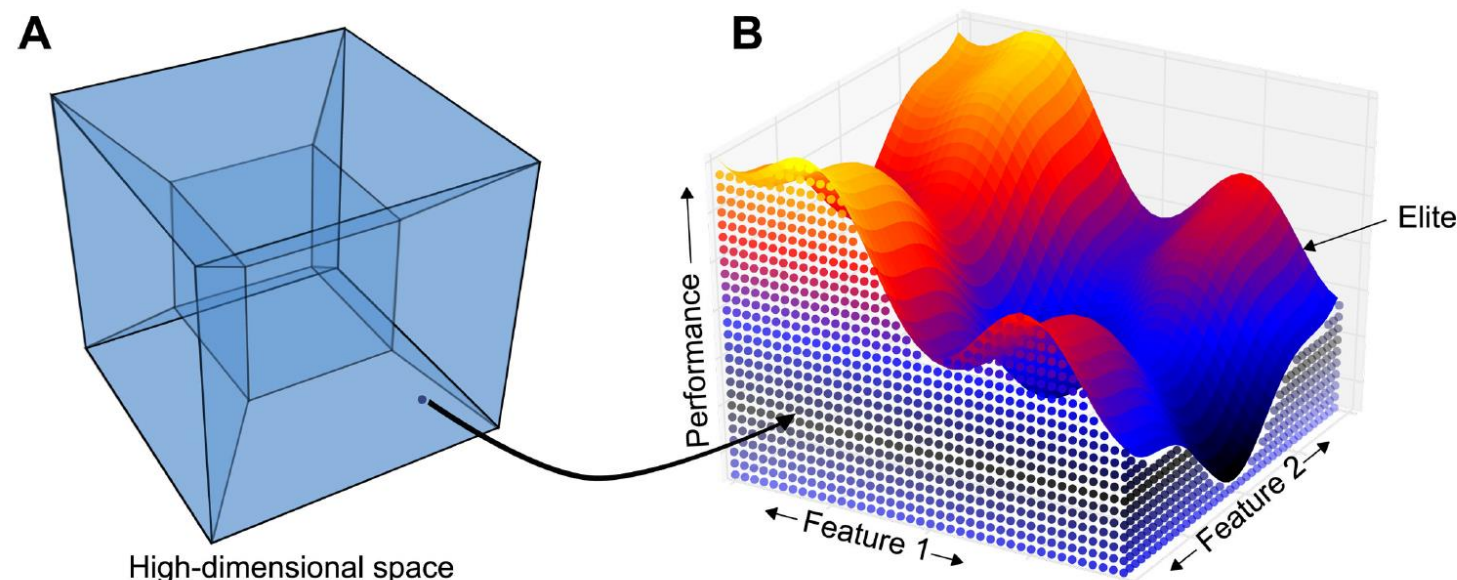 A
High-dimensional space
B
Performance
Feature 1
Feature 2
Elite